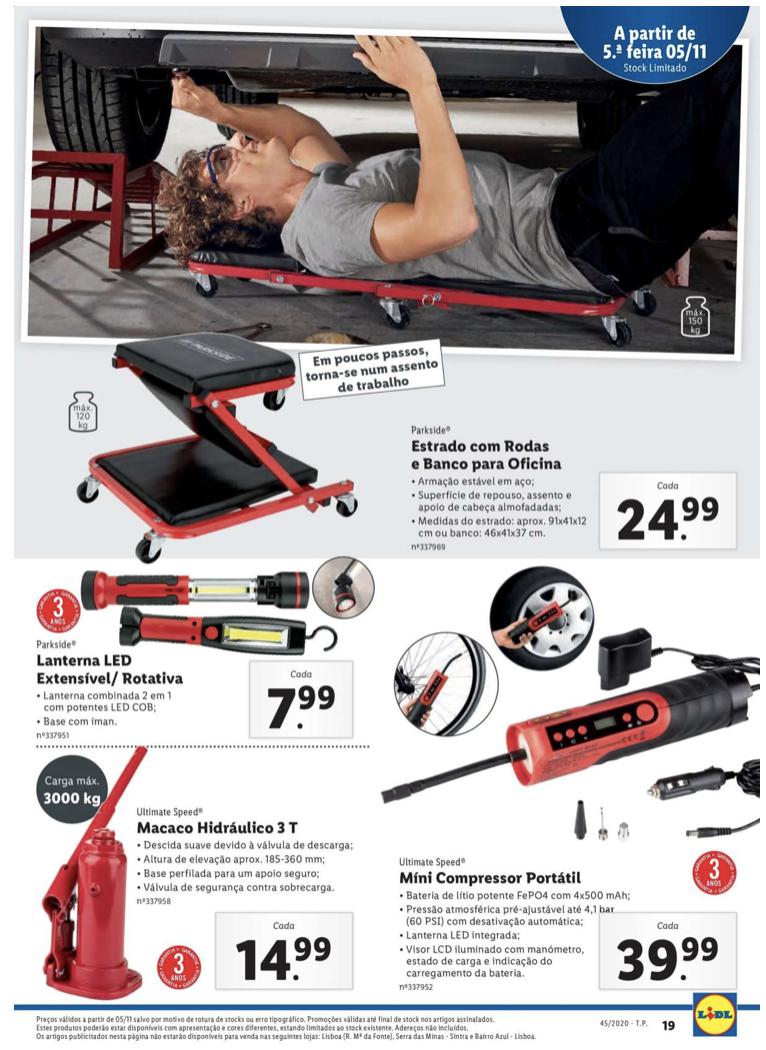 A partir de
5.ª feira 05/11
Stock Limitado
máx.
150
kg
PARKSIDE
Em poucos passos,
torna-se num assento
de trabalho
máx.
120
kg
Parkside®
Estrado com Rodas
e Banco para Oficina
• Armação estável em aço;
• Superfície de repouso, assento e
apoio de cabeça almofadadas;
• Medidas do estrado: aprox. 91x41x12
cm ou banco: 46x41x37 cm.
nº337969
Cada
24.99
GARANTIA • GARANTIA
3
ANOS
Parkside®
Lanterna LED
Extensível/ Rotativa
• Lanterna combinada 2 em 1
com potentes LED COB;
• Base com íman.
nº337951
Cada
7.99
Carga máx.
3000 kg
Ultimate Speed®
Macaco Hidráulico 3 T
• Descida suave devido à válvula de descarga;
• Altura de elevação aprox. 185-360 mm;
• Base perfilada para um apoio seguro;
• Válvula de segurança contra sobrecarga.
nº337958
GARANTIA • GARANTIA
3
ANOS
Cada
14.99
Ultimate Speed®
Míni Compressor Portátil
• Bateria de lítio potente FePO4 com 4x500 mAh;
• Pressão atmosférica pré-ajustável até 4,1 bar
(60 PSI) com desativação automática;
• Lanterna LED integrada;
• Visor LCD iluminado com manómetro,
estado de carga e indicação do
carregamento da bateria.
nº337952
GARANTIA • GARANTIA
3
ANOS
Cada
39.99
Preços válidos a partir de 05/11 salvo por motivo de rotura de stocks ou erro tipográfico. Promoções válidas até final de stock nos artigos assinalados.
Estes produtos poderão estar disponíveis com apresentação e cores diferentes, estando limitados ao stock existente. Adereços não incluídos.
Os artigos publicitados nesta página não estarão disponíveis para venda nas seguintes lojas: Lisboa (R. Mª da Fonte), Serra das Minas - Sintra e Bairro Azul - Lisboa.
45/2020 - T.P.
19
LIDL